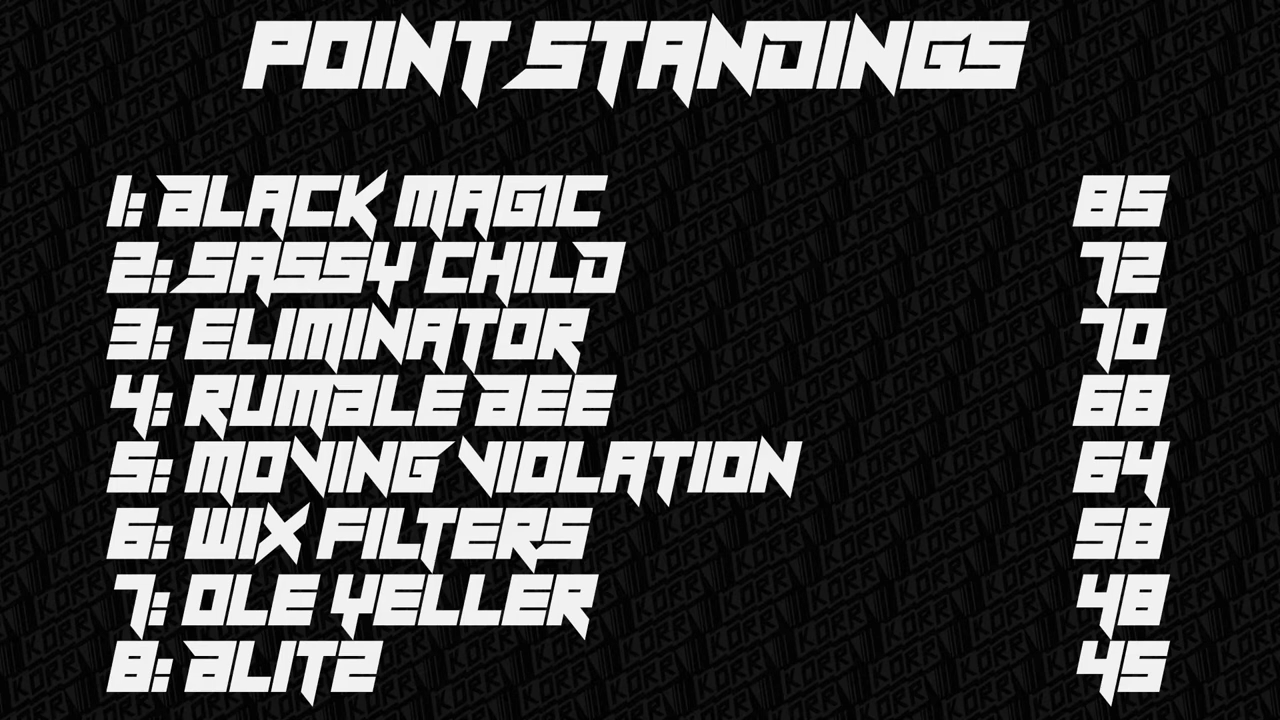 POINT STANDINGS
1: BLACK MAGIC 85
2: SASSY CHILD 72
3: ELIMINATOR 70
4: RUMBLE BEE 68
5: MOVING VIOLATION 64
6: WIX FILTERS 58
7: OLE YELLER 48
8: BLITZ 45